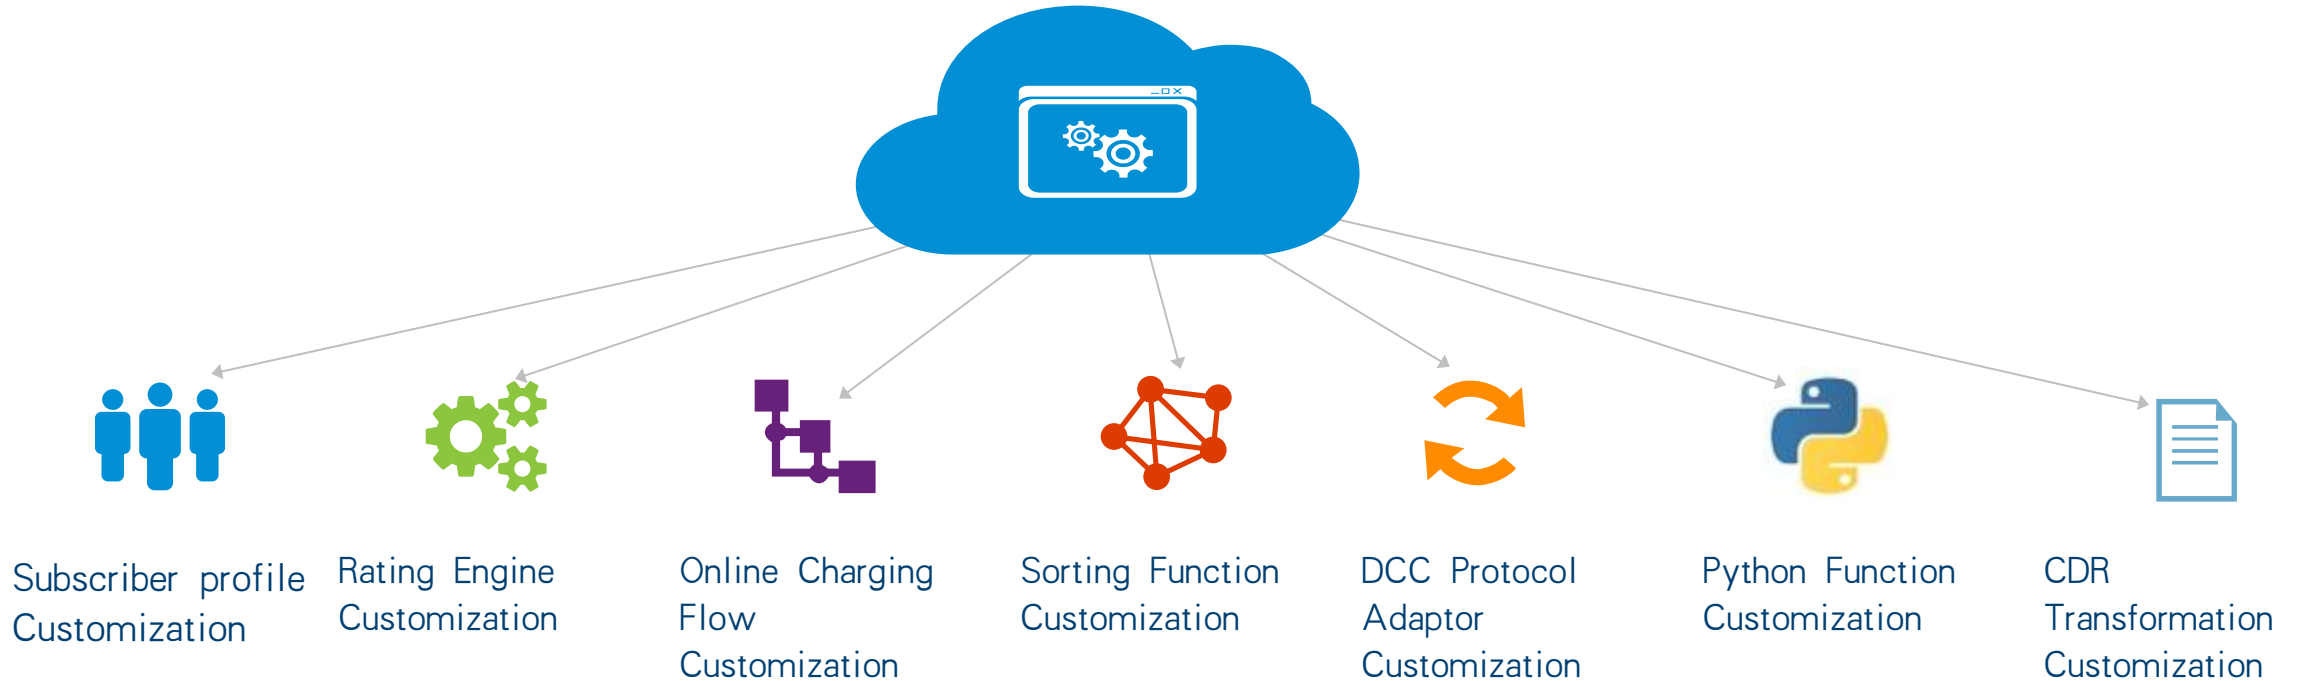 Subscriber profile
Customization
Rating Engine
Customization
Online Charging
Flow
Customization
Sorting Function
Customization
DCC Protocol
Adaptor
Customization
Python Function
Customization
CDR
Transformation
Customization